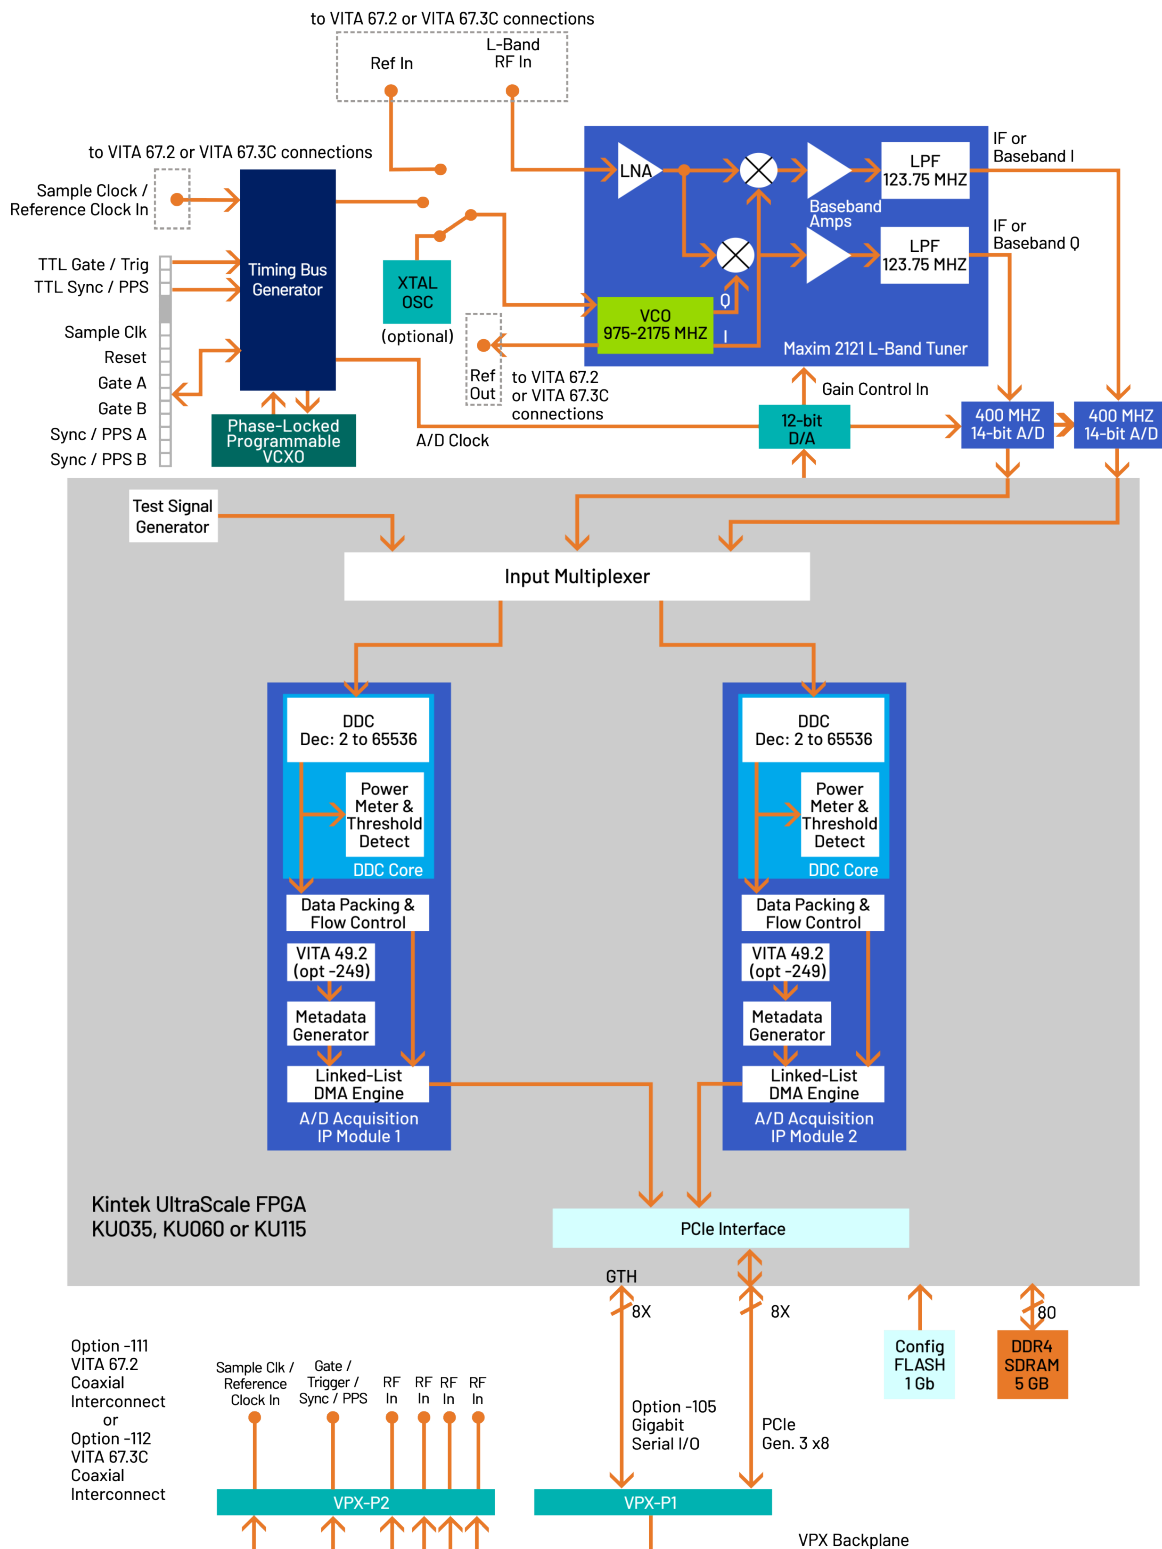 to VITA 67.2 or VITA 67.3C connections
Ref In
L-Band
RF In
to VITA 67.2 or VITA 67.3C connections
Sample Clock /
Reference Clock In
TTL Gate / Trig
TTL Sync / PPS
Sample Clk
Reset
Gate A
Gate B
Sync / PPS A
Sync / PPS B
Timing Bus
Generator
Phase-Locked
Programmable
VCXO
XTAL
OSC
(optional)
Ref
Out
to VITA 67.2
or VITA 67.3C
connections
A/D Clock
LNA
Baseband
Amps
LPF
123.75 MHZ
LPF
123.75 MHZ
VCO
975-2175 MHZ
Q
I
Maxim 2121 L-Band Tuner
IF or
Baseband I
IF or
Baseband Q
Gain Control In
12-bit
D/A
400 MHZ
14-bit A/D
400 MHZ
14-bit A/D
Test Signal
Generator
Input Multiplexer
DDC
Dec: 2 to 65536
Power
Meter &
Threshold
Detect
DDC Core
Data Packing &
Flow Control
VITA 49.2
(opt -249)
Metadata
Generator
Linked-List
DMA Engine
A/D Acquisition
IP Module 1
DDC
Dec: 2 to 65536
Power
Meter &
Threshold
Detect
DDC Core
Data Packing &
Flow Control
VITA 49.2
(opt -249)
Metadata
Generator
Linked-List
DMA Engine
A/D Acquisition
IP Module 2
Kintek UltraScale FPGA
KU035, KU060 or KU115
PCIe Interface
GTH
8X
8X
80
Config
FLASH
1 Gb
DDR4
SDRAM
5 GB
Option -111
VITA 67.2
Coaxial
Interconnect
or
Option -112
VITA 67.3C
Coaxial
Interconnect
Sample Clk /
Reference
Clock In
Gate /
Trigger /
Sync / PPS
RF
In
RF
In
RF
In
RF
In
Option -105
Gigabit
Serial I/O
PCIe
Gen. 3 x8
VPX-P2
VPX-P1
VPX Backplane